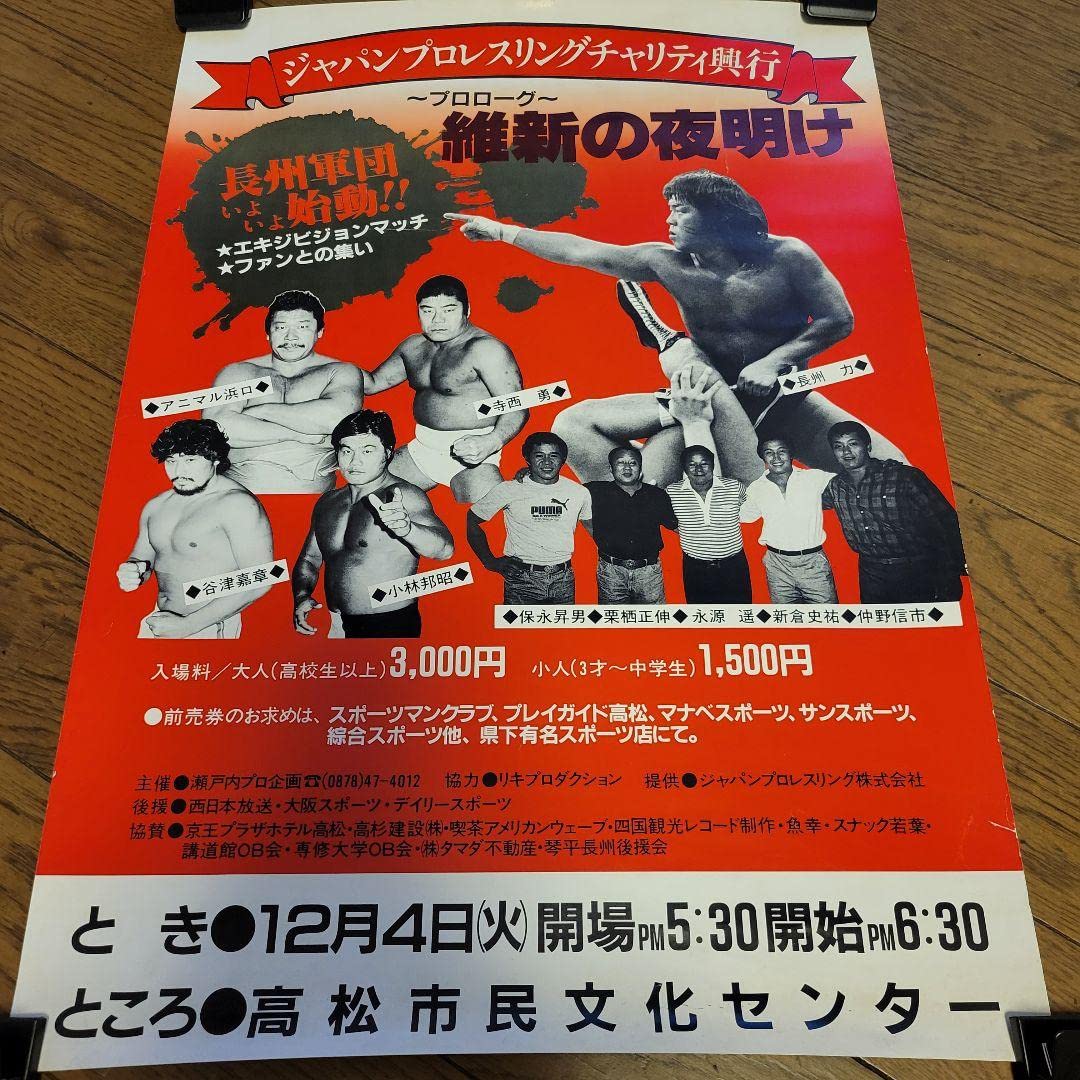 ジャパンプロレスリングチャリティ興行
〜プロローグ〜
維新の夜明け
長州軍団
いよいよ始動!!
★エキジビジョンマッチ
★ファンとの集い
◆アニマル浜口◆
◆寺西 勇◆
◆長州 力◆
PUMA
◆谷津嘉章◆
◆小林邦昭◆
◆保永昇男◆栗栖正伸◆永源 遥◆新倉史祐◆仲野信市◆
入場料/大人(高校生以上)3,000円 小人(3才〜中学生)1,500円
●前売券のお求めは、スポーツマンクラブ、プレイガイド高松、マナベスポーツ、サンスポーツ、
綜合スポーツ他、県下有名スポーツ店にて。
主催●瀬戸内プロ企画☎(0878)47-4012 協力●リキプロダクション 提供●ジャパンプロレスリング株式会社
後援●西日本放送・大阪スポーツ・デイリースポーツ
協賛●京王プラザホテル高松・高杉建設㈱・喫茶アメリカンウェーブ・四国観光レコード制作・魚幸・スナック若葉・
講道館OB会・専修大学OB会・㈱タマダ不動産・琴平長州後援会
とき●12月4日(火)開場PM5:30開始PM6:30
ところ●高松市民文化センター